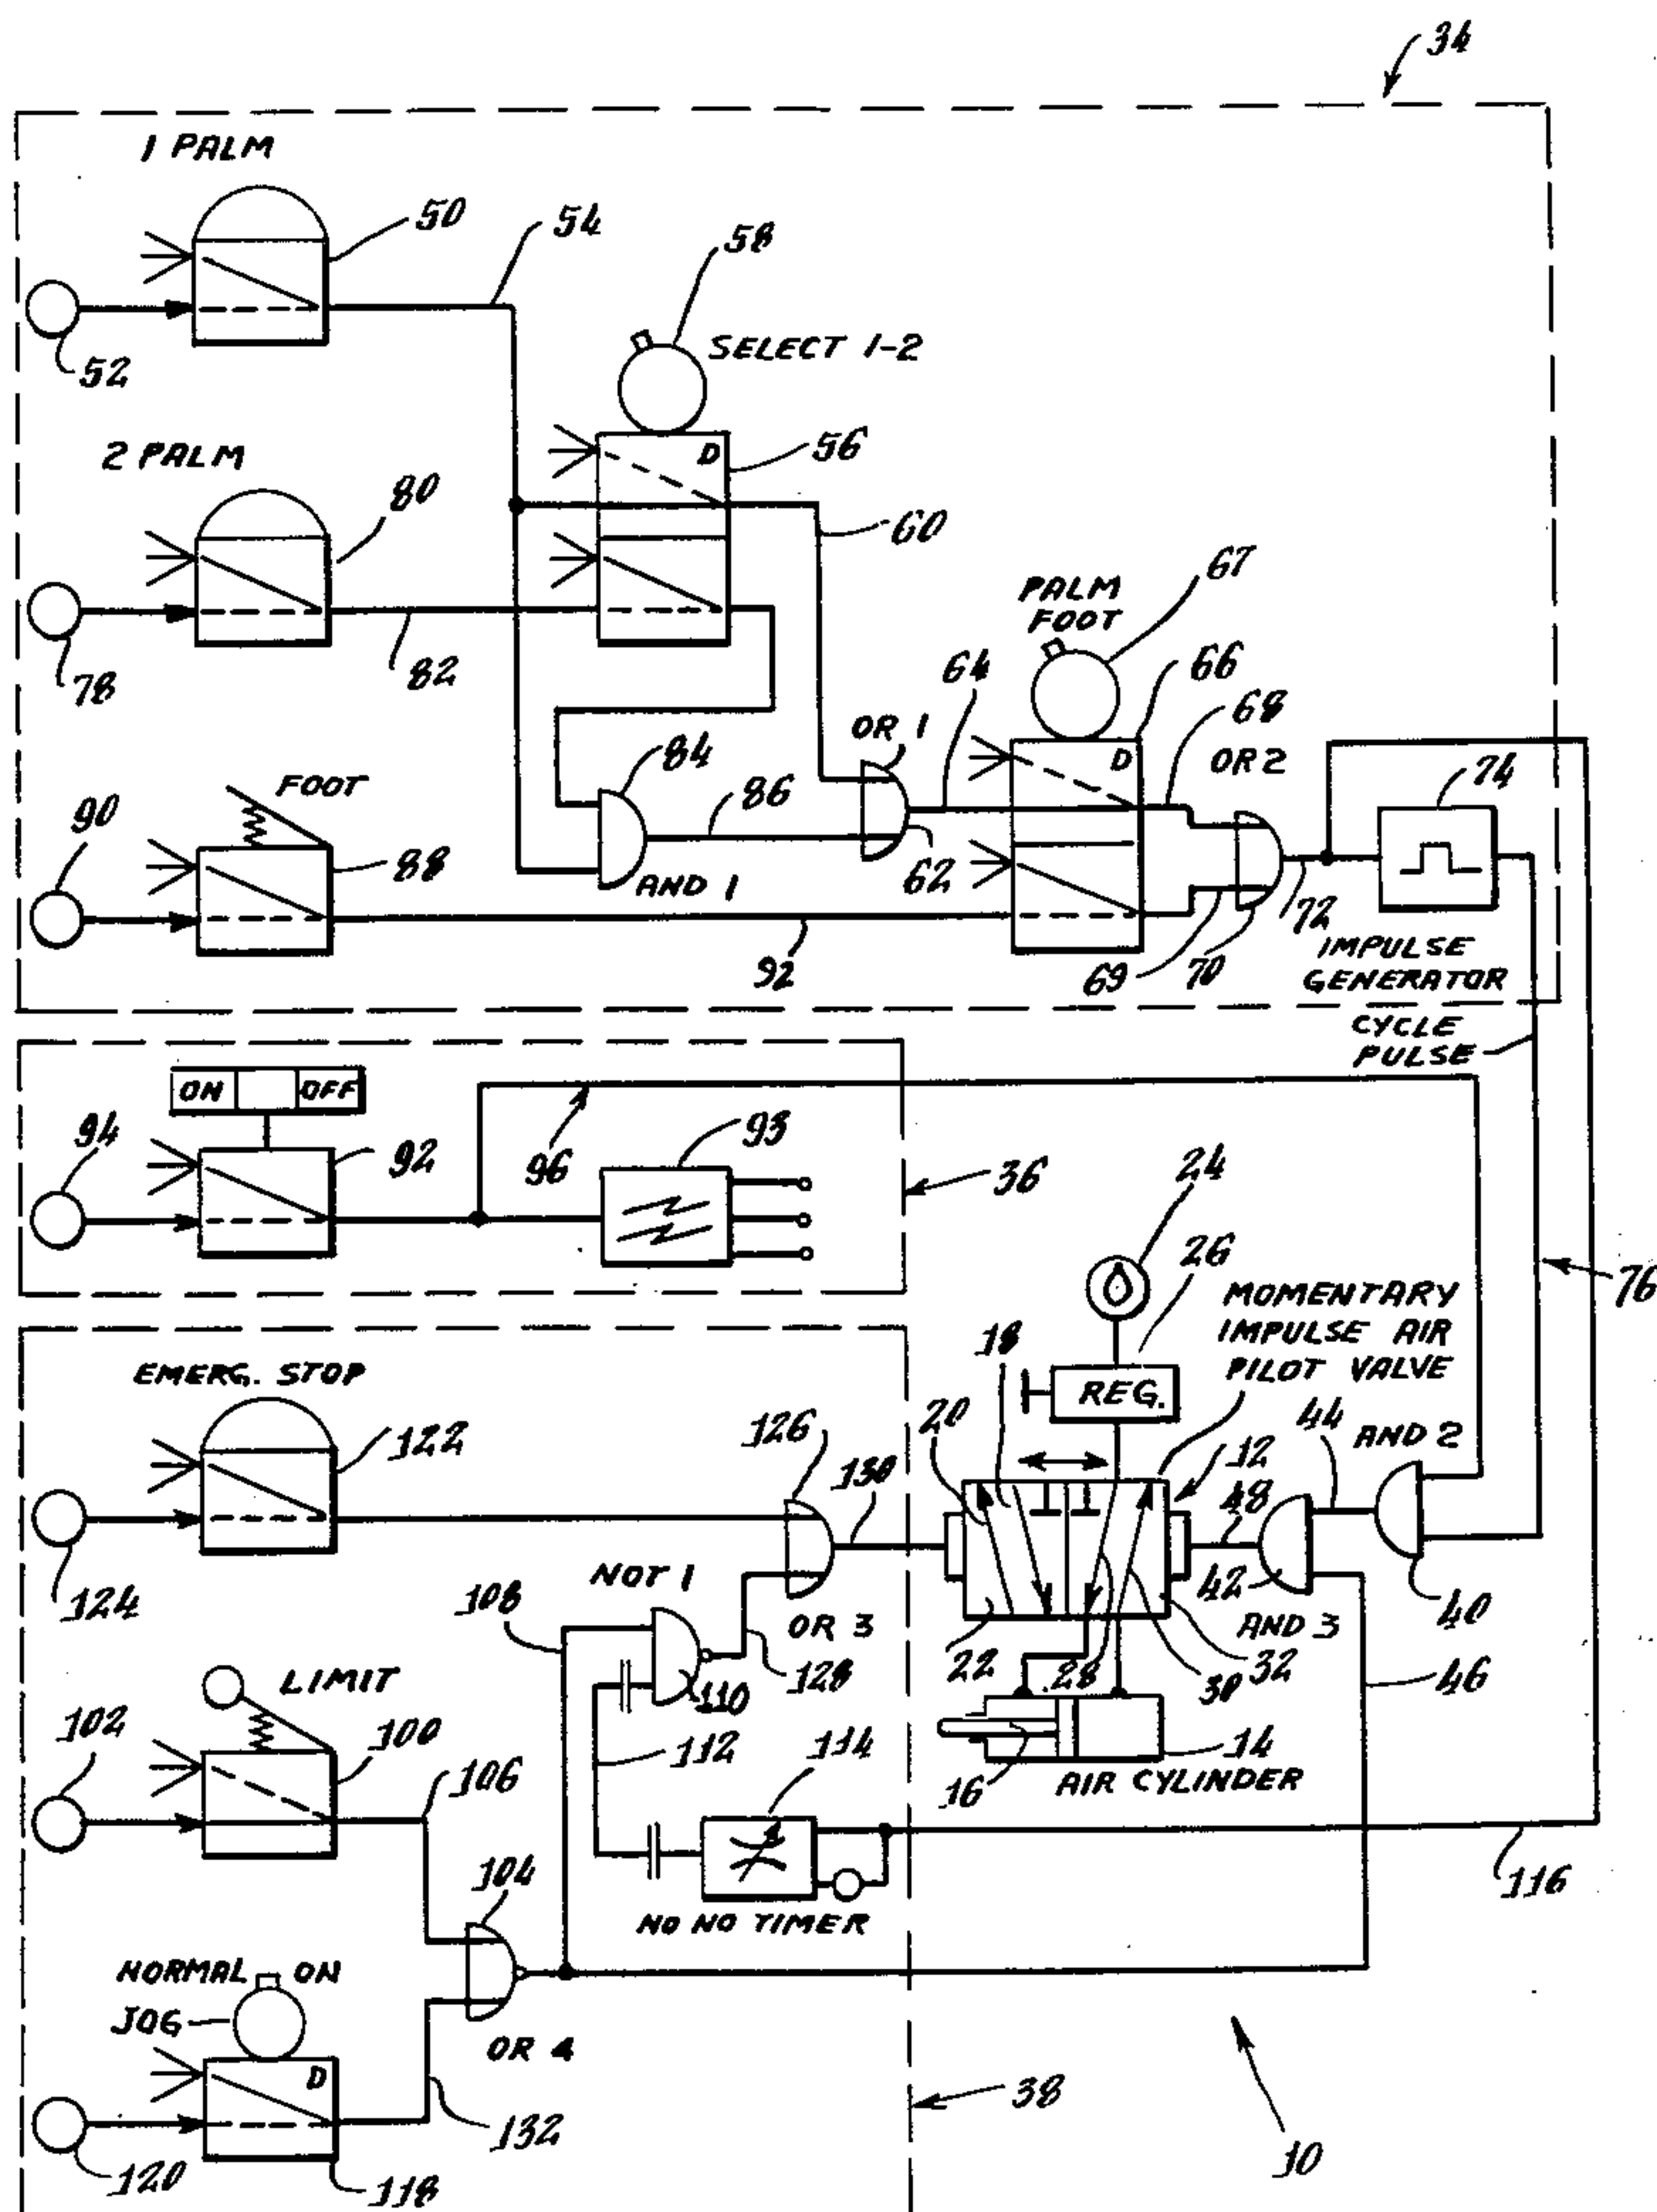 34
1 PALM
50
54
52
58
SELECT 1-2
D
56
2 PALM
80
60
78
82
PALM
FOOT
67
64
66
68
OR 1
OR 2
D
74
84
86
FOOT
90
88
AND 1
62
92
69
70
72
IMPULSE
GENERATOR
CYCLE
PULSE
ON
OFF
94
92
96
93
36
24
26
76
MOMENTARY
IMPULSE AIR
PILOT VALVE
EMERG. STOP
18
REG.
20
44
AND 2
122
126
130
12
48
124
NOT 1
42
40
108
OR 3
AND 3
128
22
28
30
32
46
110
LIMIT
102
100
112
114
14
106
16
AIR CYLINDER
104
116
NO NO TIMER
NORMAL ON
JOG
OR 4
D
38
132
10
120
118